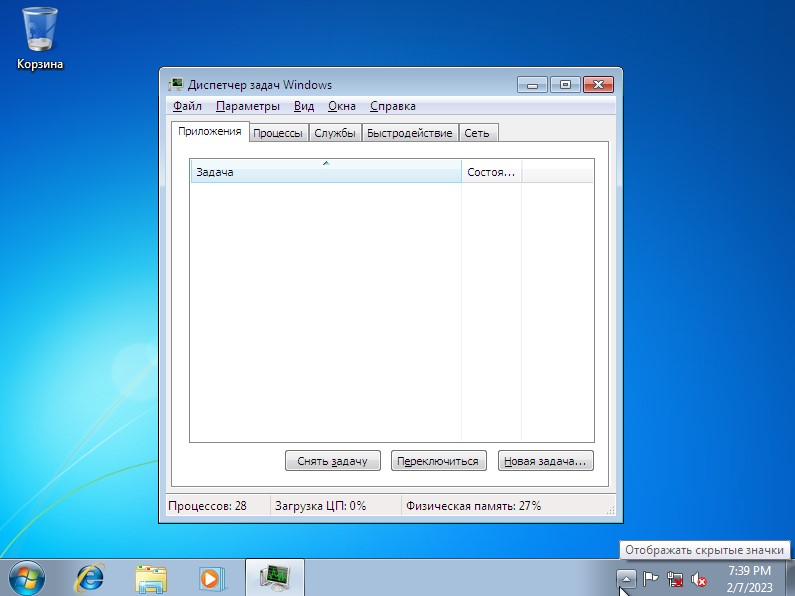 Корзина
Диспетчер задач Windows
Файл Параметры Вид Окна Справка
Приложения Процессы Службы Быстродействие Сеть
Задача Состоя...
Снять задачу Переключиться Новая задача...
Процессов: 28 Загрузка ЦП: 0% Физическая память: 27%
Отображать скрытые значки
7:39 PM
2/7/2023